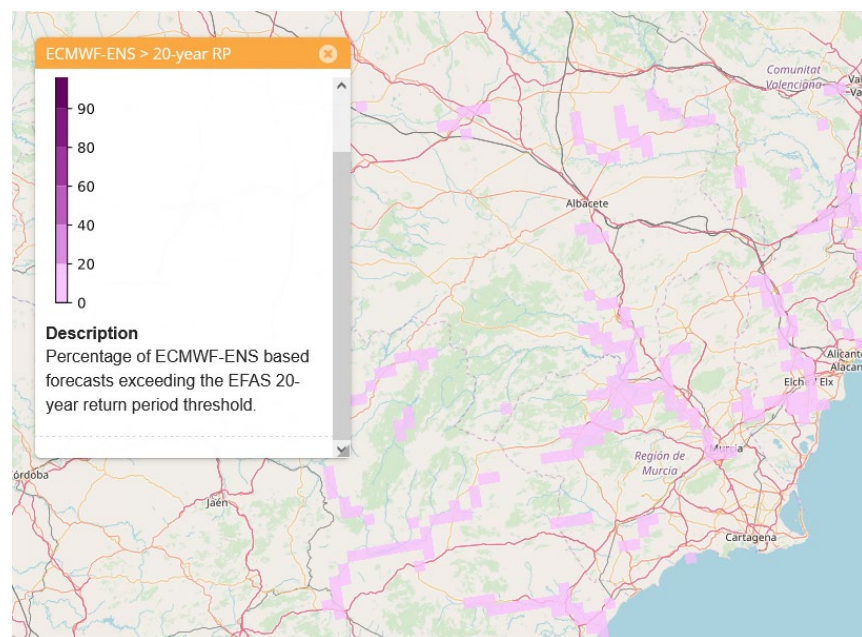 ECMWF-ENS > 20-year RP
90
80
60
40
20
0
Description
Percentage of ECMWF-ENS based
forecasts exceeding the EFAS 20-
year return period threshold.
Comunitat
Valenciana
Albacete
Alicante
Alacan
Elche / Elx
Murcia
Región de
Murcia
Cartagena
Jaén
órdoba